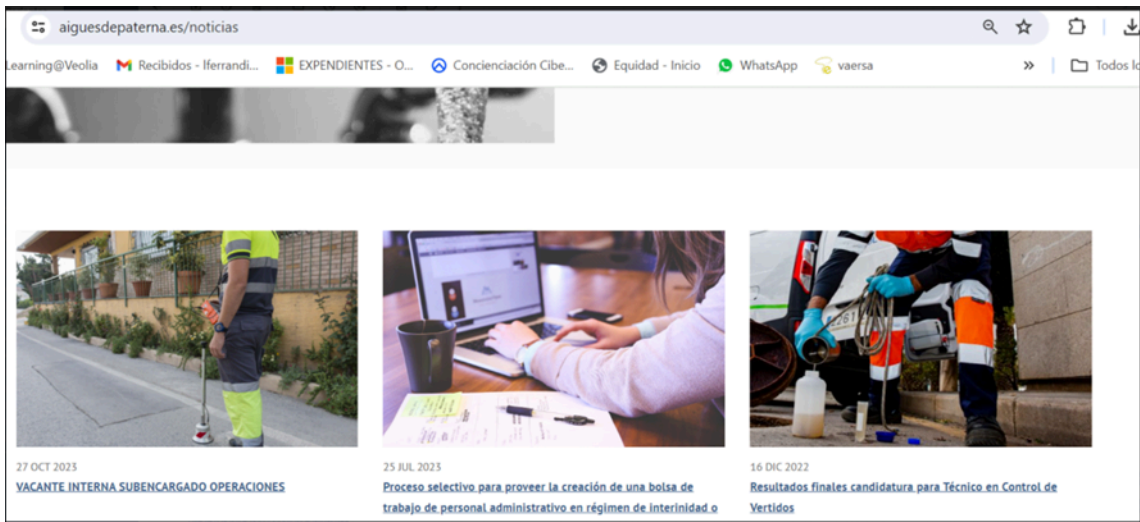 aiguesdepaterna.es/noticias
Learning@Veolia Recibidos - lferrandi... EXPENDIENTES - O... Concienciación Cibe... Equidad - Inicio WhatsApp vaersa » Todos lo
27 OCT 2023
VACANTE INTERNA SUBENCARGADO OPERACIONES
25 JUL 2023
Proceso selectivo para proveer la creación de una bolsa de
trabajo de personal administrativo en régimen de interinidad o
16 DIC 2022
Resultados finales candidatura para Técnico en Control de
Vertidos